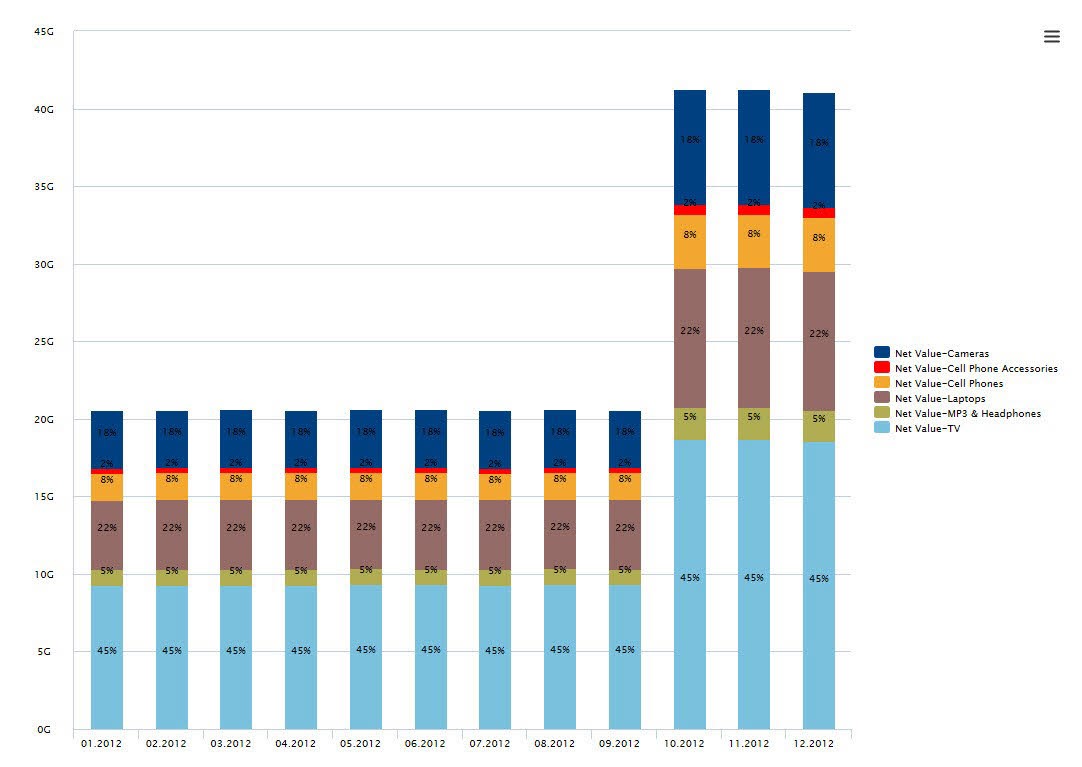 45G
40G
35G
30G
25G
20G
15G
10G
5G
0G
18% 18% 18% 18% 18% 18% 18% 18% 18% 18% 18% 18%
2% 2% 2% 2% 2% 2% 2% 2% 2% 2% 2% 2%
8% 8% 8% 8% 8% 8% 8% 8% 8% 8% 8% 8%
22% 22% 22% 22% 22% 22% 22% 22% 22% 22% 22% 22%
5% 5% 5% 5% 5% 5% 5% 5% 5% 5% 5% 5%
45% 45% 45% 45% 45% 45% 45% 45% 45% 45% 45% 45%
01.2012 02.2012 03.2012 04.2012 05.2012 06.2012 07.2012 08.2012 09.2012 10.2012 11.2012 12.2012
Net Value-Cameras
Net Value-Cell Phone Accessories
Net Value-Cell Phones
Net Value-Laptops
Net Value-MP3 & Headphones
Net Value-TV